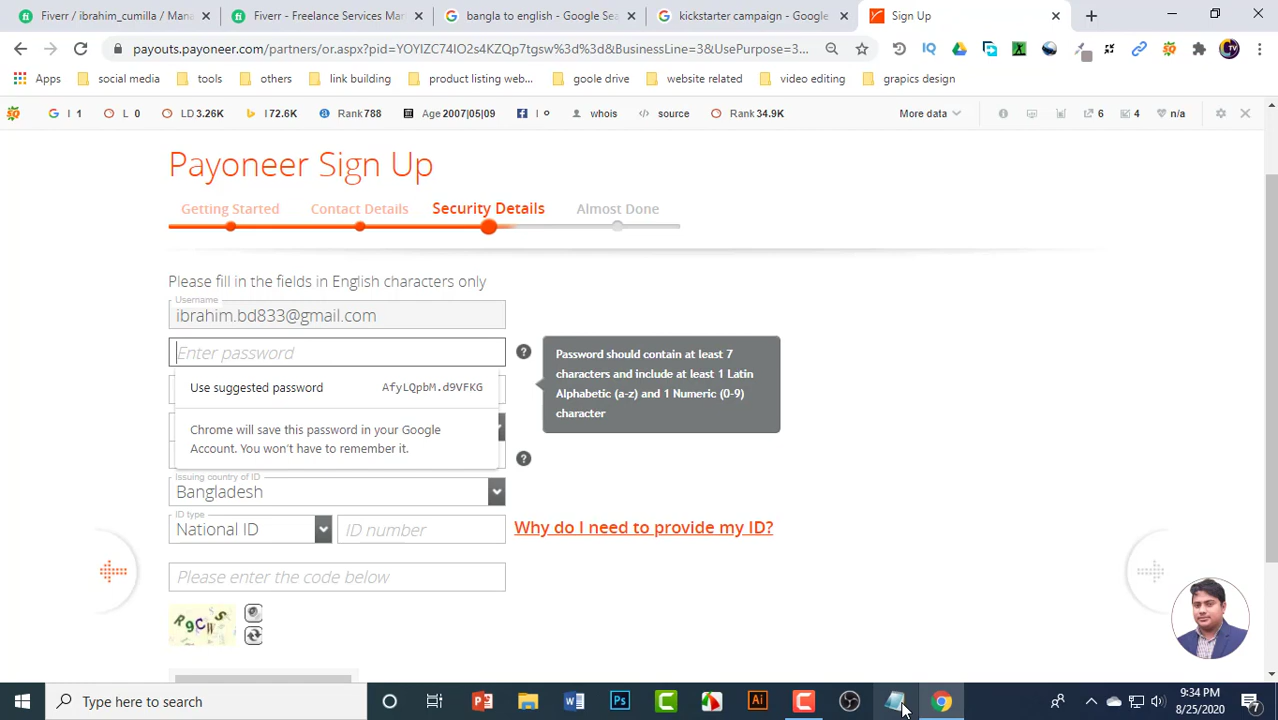 Fiverr / ibrahim_cumilla / Mana
Fiverr - Freelance Services Mar
bangla to english - Google Sea
kickstarter campaign - Google
Sign Up
payouts.payoneer.com/partners/or.aspx?pid=YOYIZC74IO2s4KZQp7tgsw%3d%3d&BusinessLine=3&UsePurpose=3...
Apps social media tools others link building product listing web... goole drive website related video editing grapics design
I 1 L 0 LD 3.26K I 72.6K Rank 788 Age 2007|05|09 I whois source Rank 34.9K More data 6 4 n/a
Payoneer Sign Up
Getting Started Contact Details Security Details Almost Done
Please fill in the fields in English characters only
Username
ibrahim.bd833@gmail.com
Enter password
Password should contain at least 7
characters and include at least 1 Latin
Alphabetic (a-z) and 1 Numeric (0-9)
character
Use suggested password AfyLQpbM.d9VFKG
Chrome will save this password in your Google
Account. You won't have to remember it.
Issuing country of ID
Bangladesh
ID type
National ID ID number Why do I need to provide my ID?
Please enter the code below
Type here to search
9:34 PM
8/25/2020
7